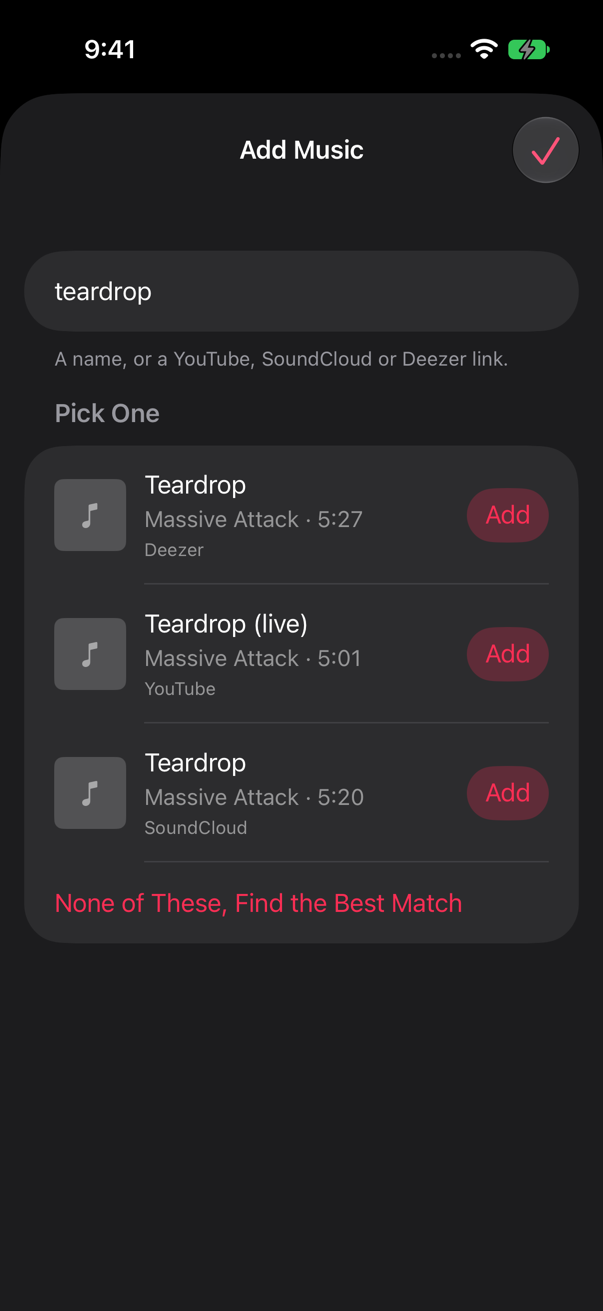 9:41
Add Music
teardrop
A name, or a YouTube, SoundCloud or Deezer link.
Pick One
Teardrop
Massive Attack · 5:27
Deezer
Add
Teardrop (live)
Massive Attack · 5:01
YouTube
Add
Teardrop
Massive Attack · 5:20
SoundCloud
Add
None of These, Find the Best Match